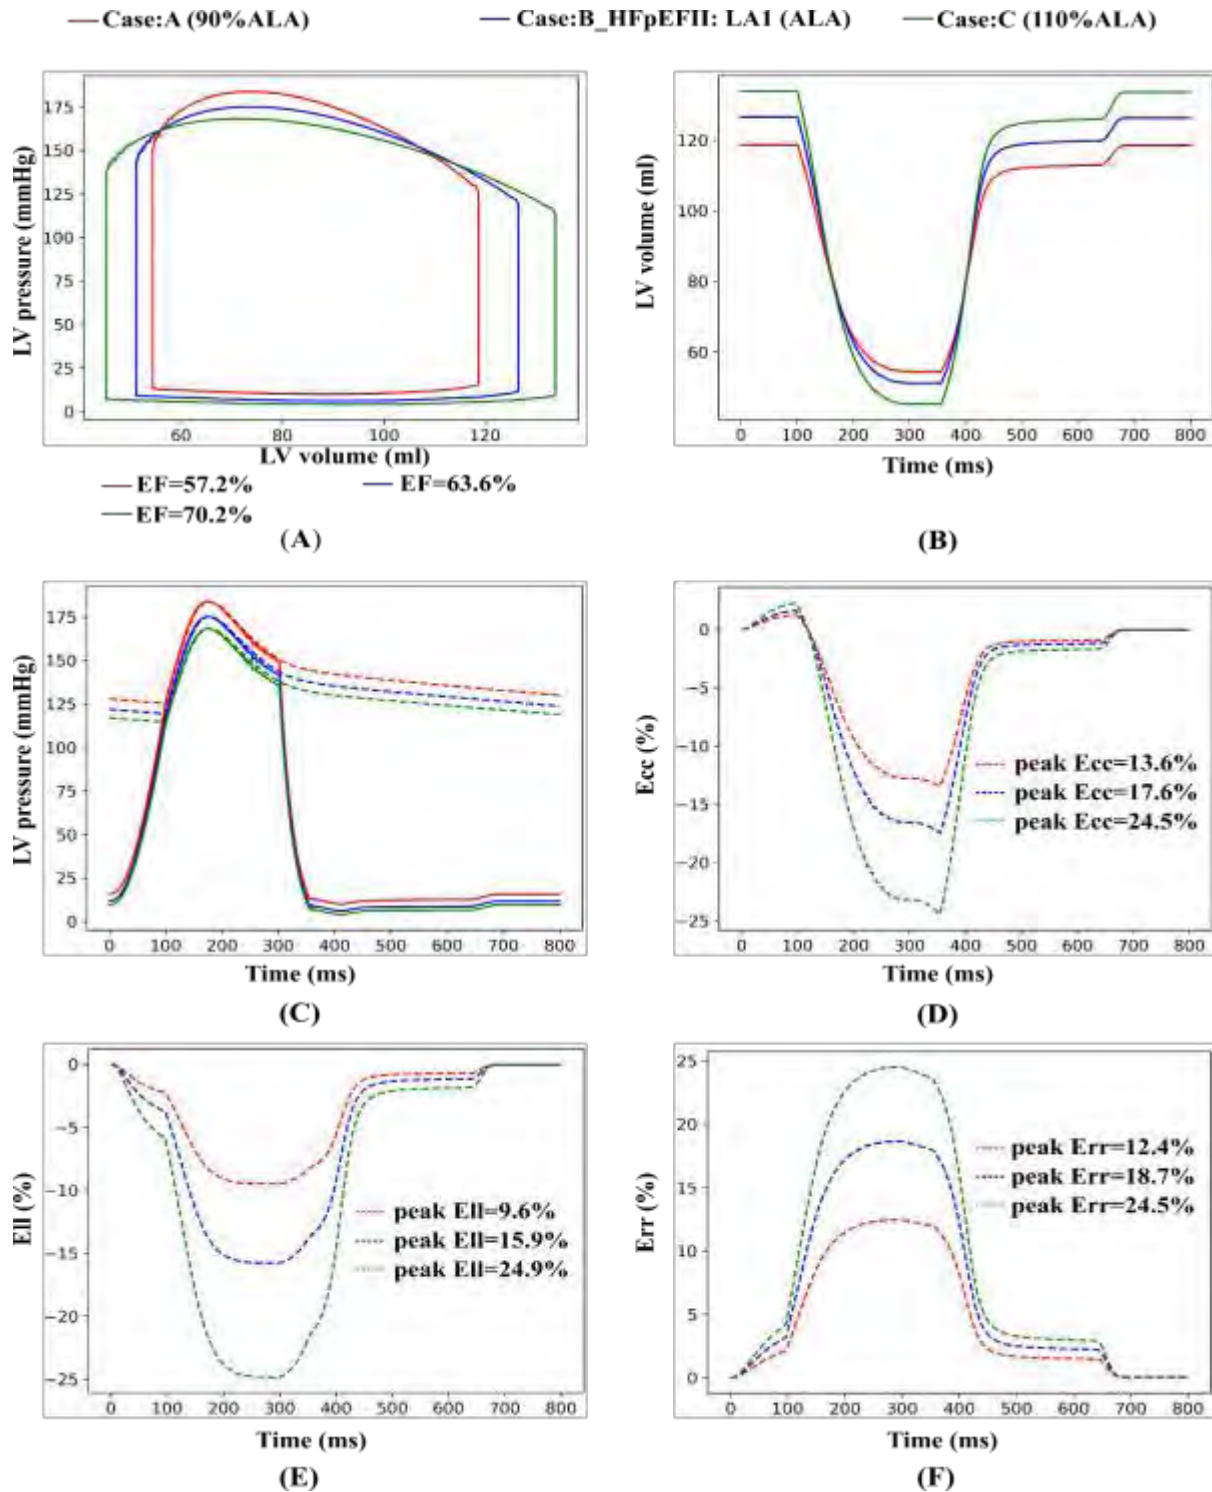 Case:A (90%ALA) Case:B_HFpEFII: LA1 (ALA) Case:C (110%ALA)
LV pressure (mmHg)
175
150
125
100
75
50
25
0
60 80 100 120
LV volume (ml)
EF=57.2% EF=63.6%
EF=70.2%
(A)
LV volume (ml)
120
100
80
60
0 100 200 300 400 500 600 700 800
Time (ms)
(B)
LV pressure (mmHg)
175
150
125
100
75
50
25
0
0 100 200 300 400 500 600 700 800
Time (ms)
(C)
Ecc (%)
0
−5
−10
−15
−20
−25
peak Ecc=13.6%
peak Ecc=17.6%
peak Ecc=24.5%
0 100 200 300 400 500 600 700 800
Time (ms)
(D)
Ell (%)
0
−5
−10
−15
−20
−25
peak Ell=9.6%
peak Ell=15.9%
peak Ell=24.9%
0 100 200 300 400 500 600 700 800
Time (ms)
(E)
Err (%)
25
20
15
10
5
0
peak Err=12.4%
peak Err=18.7%
peak Err=24.5%
0 100 200 300 400 500 600 700 800
Time (ms)
(F)